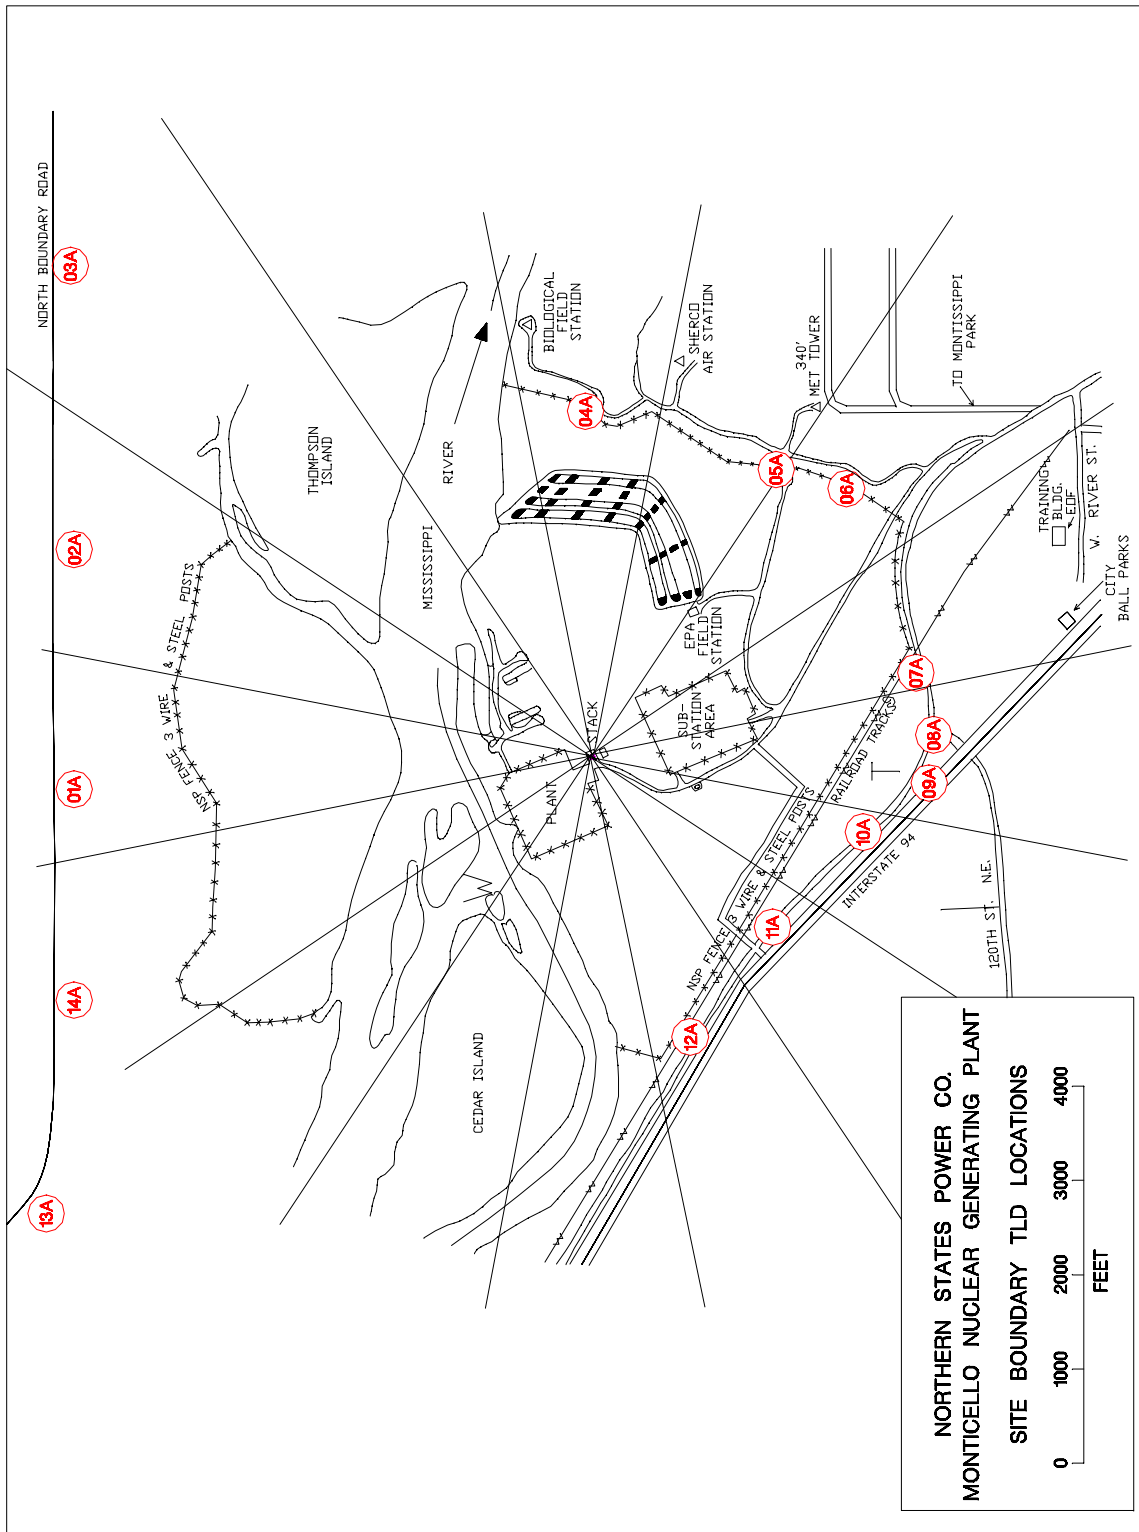 NORTH BOUNDARY ROAD
13A
14A
01A
02A
03A
NSP FENCE 3 WIRE & STEEL POSTS
THOMPSON
ISLAND
MISSISSIPPI
RIVER
BIOLOGICAL
FIELD
STATION
04A
SHERCO
AIR STATION
CEDAR ISLAND
PLANT
STACK
EPA
FIELD
STATION
SUB-
STATION
AREA
05A
340'
MET TOWER
06A
TO MONTISSIPPI
PARK
12A
NSP FENCE 3 WIRE & STEEL POSTS
11A
RAILROAD TRACKS
10A
INTERSTATE 94
09A
08A
07A
TRAINING
BLDG.
EOF
W. RIVER ST.
CITY
BALL PARKS
120TH ST. N.E.
NORTHERN STATES POWER CO.
MONTICELLO NUCLEAR GENERATING PLANT
SITE BOUNDARY TLD LOCATIONS
0 1000 2000 3000 4000
FEET